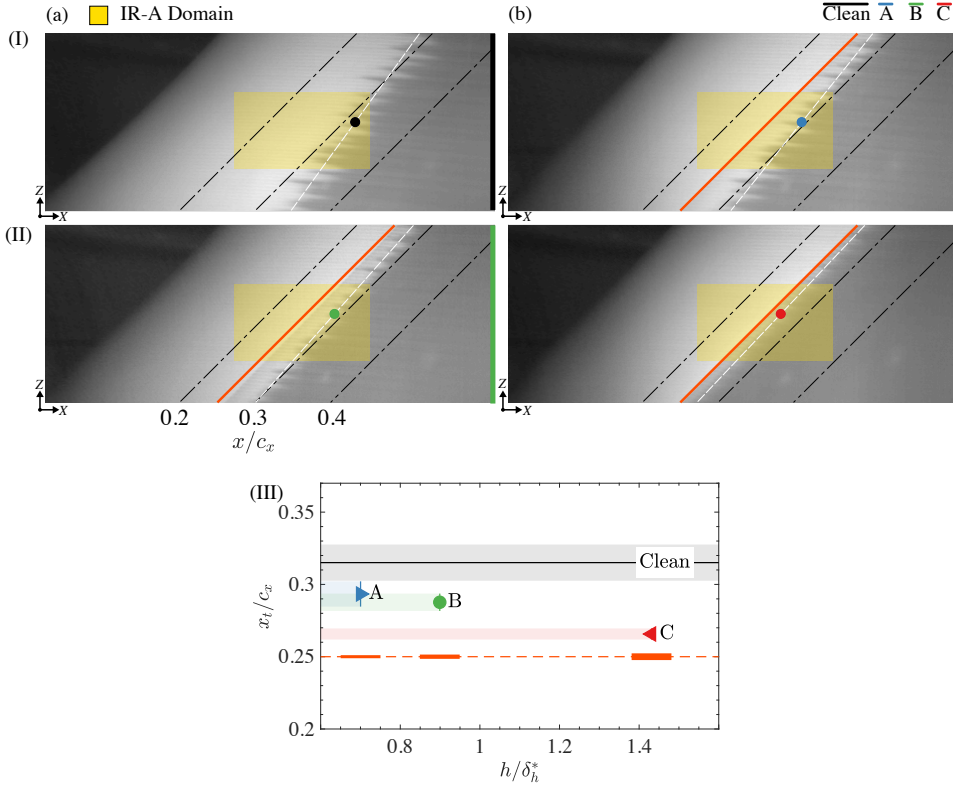 (a) IR-A Domain (b) Clean A B C
(I)
Z X Z X
(II)
Z X Z X
0.2 0.3 0.4
x/c_x
(III)
0.35
Clean
0.3
A
B
x_t/c_x
C
0.25
0.2
0.8 1 1.2 1.4
h/δ_h^*